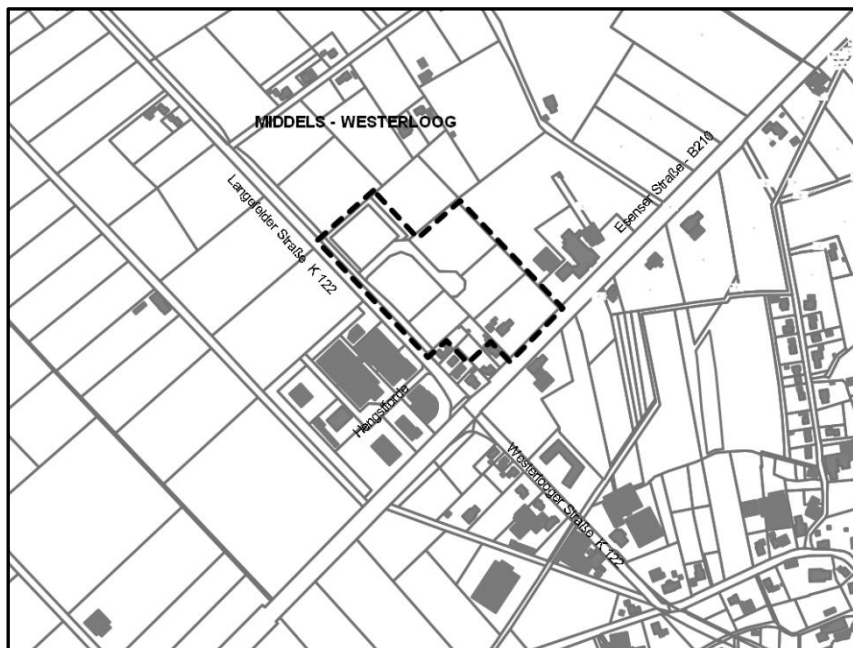 MIDDELS - WESTERLOOG
Langefelder Straße K 122
Esenser Straße - B210
Hengstforde
Westerlooger Straße K 122